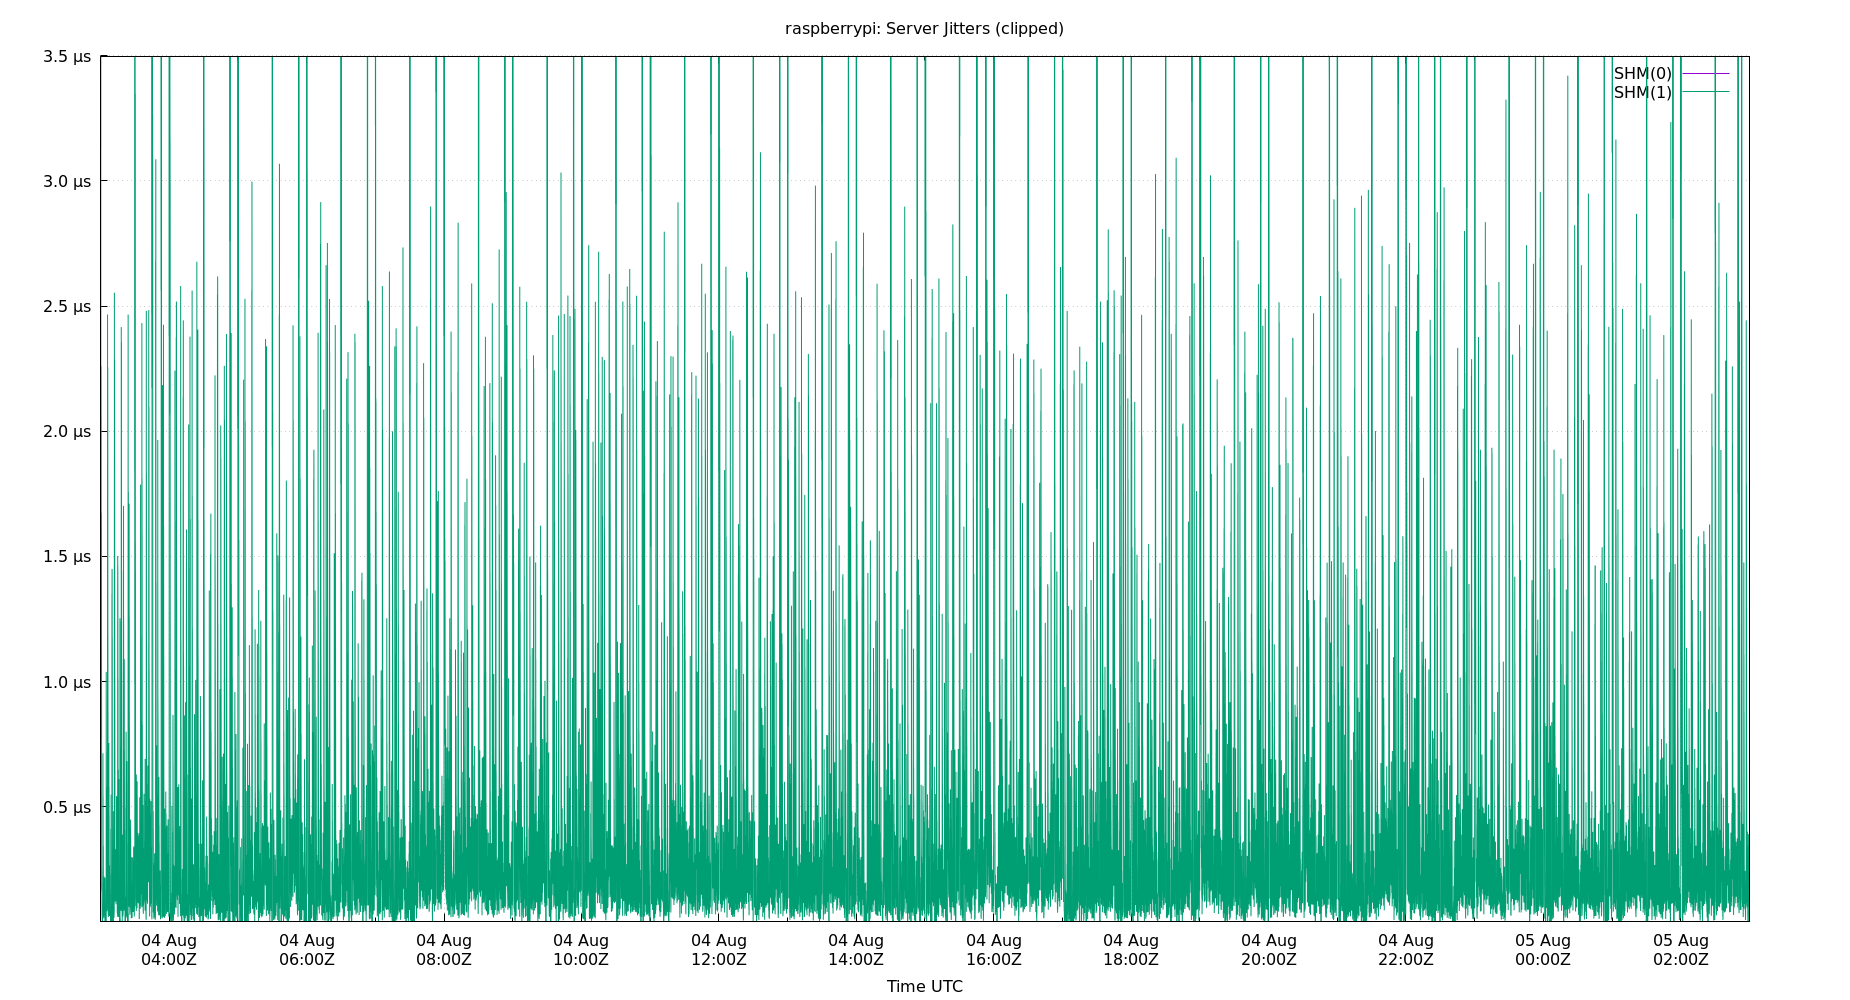 raspberrypi: Server Jitters (clipped)
3.5 µs
3.0 µs
2.5 µs
2.0 µs
1.5 µs
1.0 µs
0.5 µs
SHM(0)
SHM(1)
04 Aug 04 Aug 04 Aug 04 Aug 04 Aug 04 Aug 04 Aug 04 Aug 04 Aug 04 Aug 05 Aug 05 Aug
04:00Z 06:00Z 08:00Z 10:00Z 12:00Z 14:00Z 16:00Z 18:00Z 20:00Z 22:00Z 00:00Z 02:00Z
Time UTC